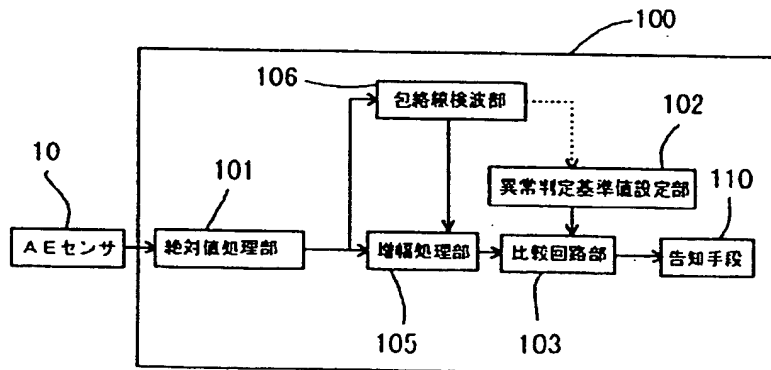 100
106
包絡線検波部
102
10
101
異常判定基準値設定部
110
AEセンサ
絶対値処理部
増幅処理部
比較回路部
告知手段
105
103